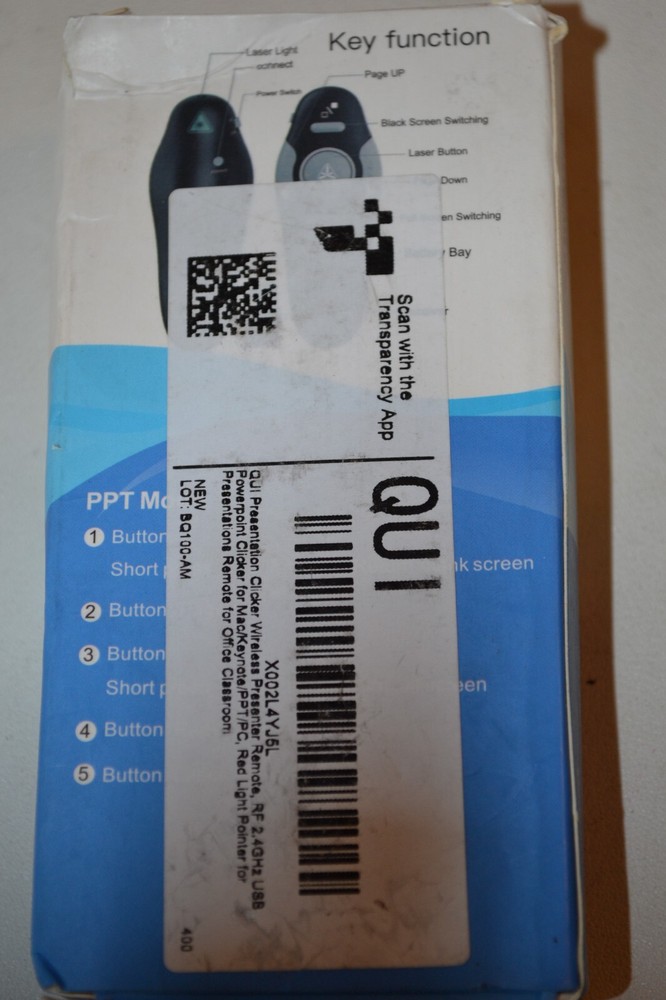 Key function
Laser Light
connect
Power Switch
Page UP
Black Screen Switching
Laser Button
Down
en Switching
Bay
Scan with the
Transparency App
QUI
X002L4YJ5L
QUI Presentation Clicker Wireless Presenter Remote, RF 2.4GHz USB
Powerpoint Clicker for Mac/Keynote/PPT/PC, Red Light Pointer for
Presentations Remote for Office Classroom
NEW
LOT: BQ100-AM
400
PPT Mo
1 Button
Short p
nk screen
2 Button
3 Button
Short p
een
4 Button
5 Button